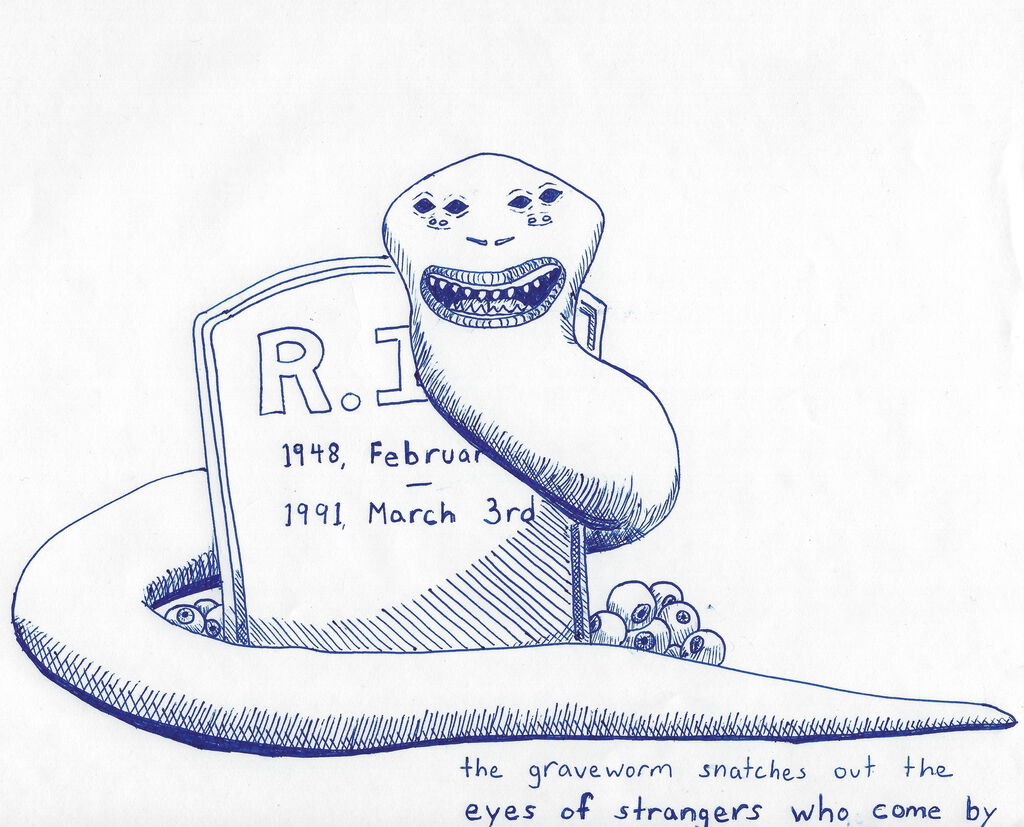 R.I
1948, Februar
—
1991, March 3rd
the graveworm snatches out the
eyes of strangers who come by